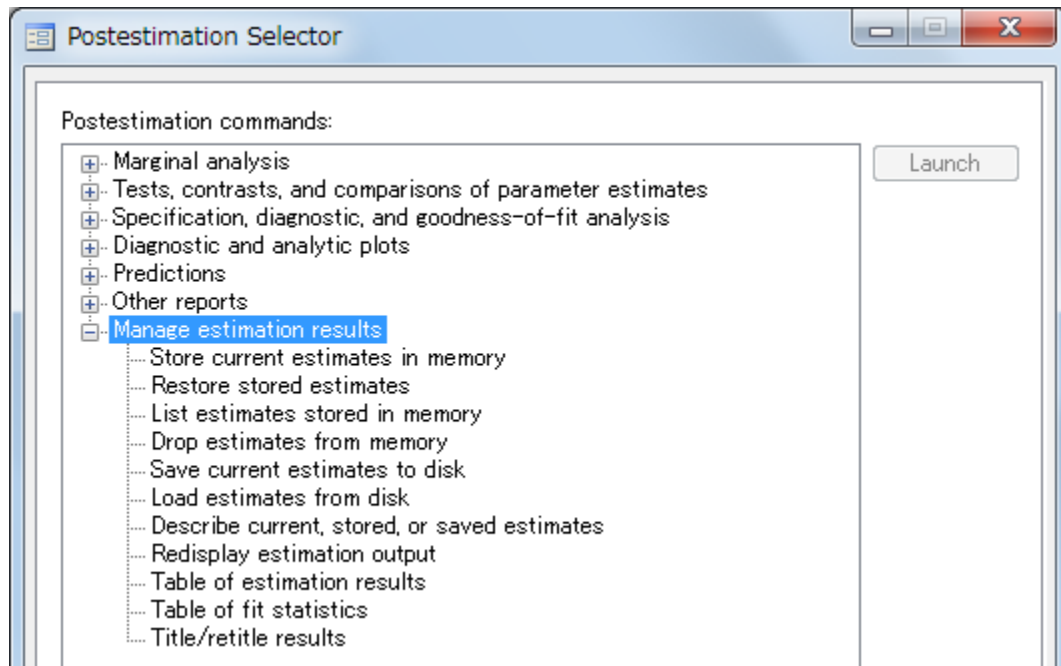 Postestimation Selector
Postestimation commands:
Marginal analysis
Launch
Tests, contrasts, and comparisons of parameter estimates
Specification, diagnostic, and goodness-of-fit analysis
Diagnostic and analytic plots
Predictions
Other reports
Manage estimation results
Store current estimates in memory
Restore stored estimates
List estimates stored in memory
Drop estimates from memory
Save current estimates to disk
Load estimates from disk
Describe current, stored, or saved estimates
Redisplay estimation output
Table of estimation results
Table of fit statistics
Title/retitle results